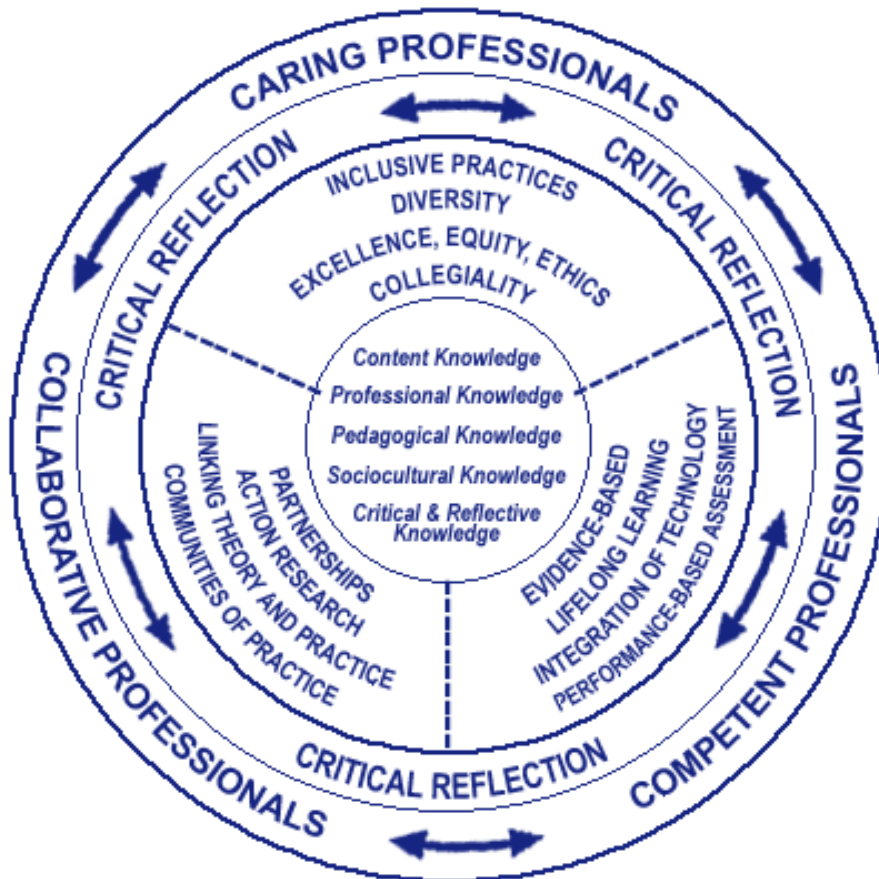 CARING PROFESSIONALS
CRITICAL REFLECTION
CRITICAL REFLECTION
INCLUSIVE PRACTICES
DIVERSITY
EXCELLENCE, EQUITY, ETHICS
COLLEGIALITY
Content Knowledge
Professional Knowledge
Pedagogical Knowledge
Sociocultural Knowledge
Critical & Reflective
Knowledge
COLLABORATIVE PROFESSIONALS
PARTNERSHIPS
ACTION RESEARCH
LINKING THEORY AND PRACTICE
COMMUNITIES OF PRACTICE
EVIDENCE-BASED
LIFELONG LEARNING
INTEGRATION OF TECHNOLOGY
PERFORMANCE-BASED ASSESSMENT
COMPETENT PROFESSIONALS
CRITICAL REFLECTION